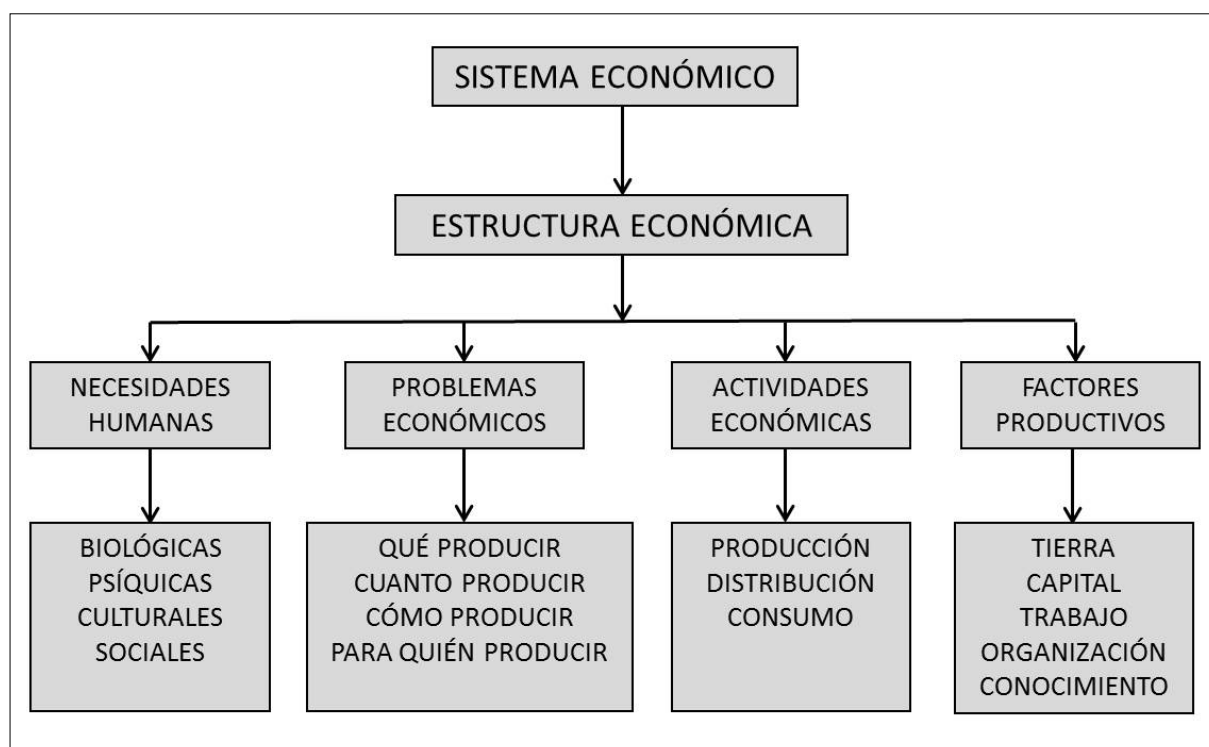 SISTEMA ECONÓMICO
ESTRUCTURA ECONÓMICA
NECESIDADES
HUMANAS
PROBLEMAS
ECONÓMICOS
ACTIVIDADES
ECONÓMICAS
FACTORES
PRODUCTIVOS
BIOLÓGICAS
PSÍQUICAS
CULTURALES
SOCIALES
QUÉ PRODUCIR
CUANTO PRODUCIR
CÓMO PRODUCIR
PARA QUIÉN PRODUCIR
PRODUCCIÓN
DISTRIBUCIÓN
CONSUMO
TIERRA
CAPITAL
TRABAJO
ORGANIZACIÓN
CONOCIMIENTO